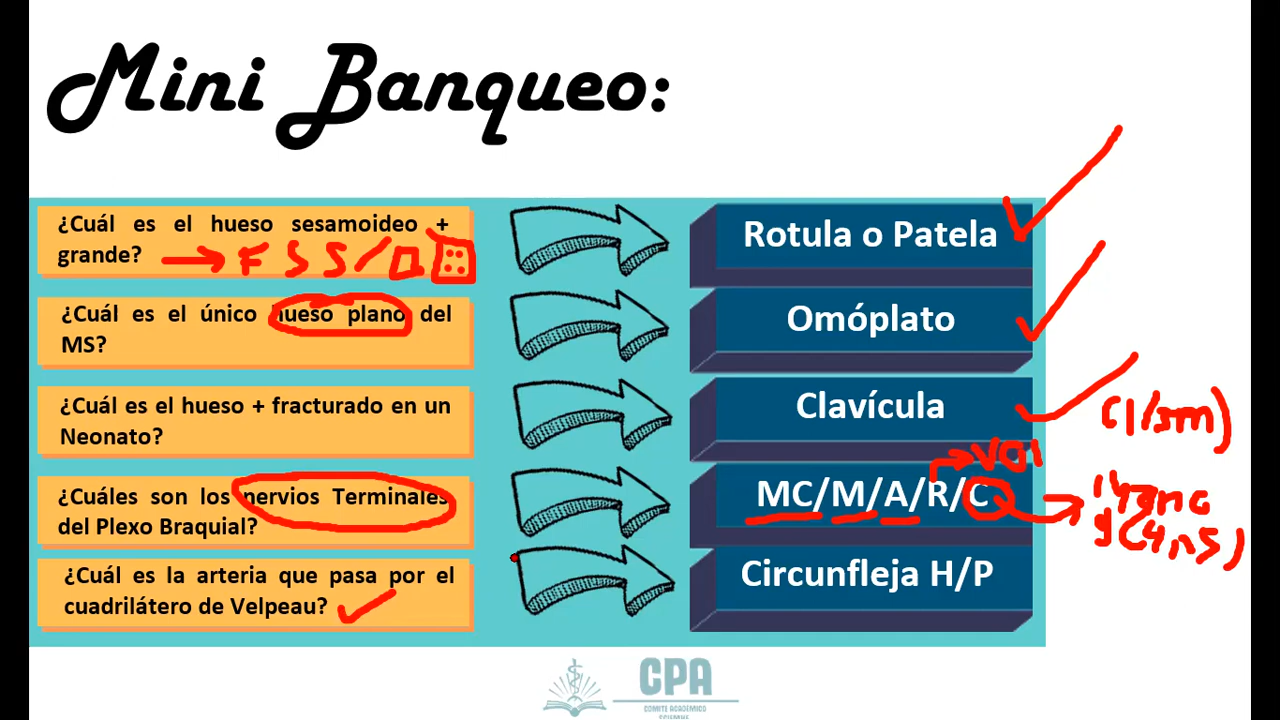 Mini Banqueo:
¿Cuál es el hueso sesamoideo +
grande?
F S S /
Rotula o Patela
¿Cuál es el único hueso plano del
MS?
Omóplato
¿Cuál es el hueso + fracturado en un
Neonato?
Clavícula
¿Cuáles son los nervios Terminales
del Plexo Braquial?
MC/M/A/R/C
¿Cuál es la arteria que pasa por el
cuadrilátero de Velpeau?
Circunfleja H/P
CPA
COMITE ACADEMICO